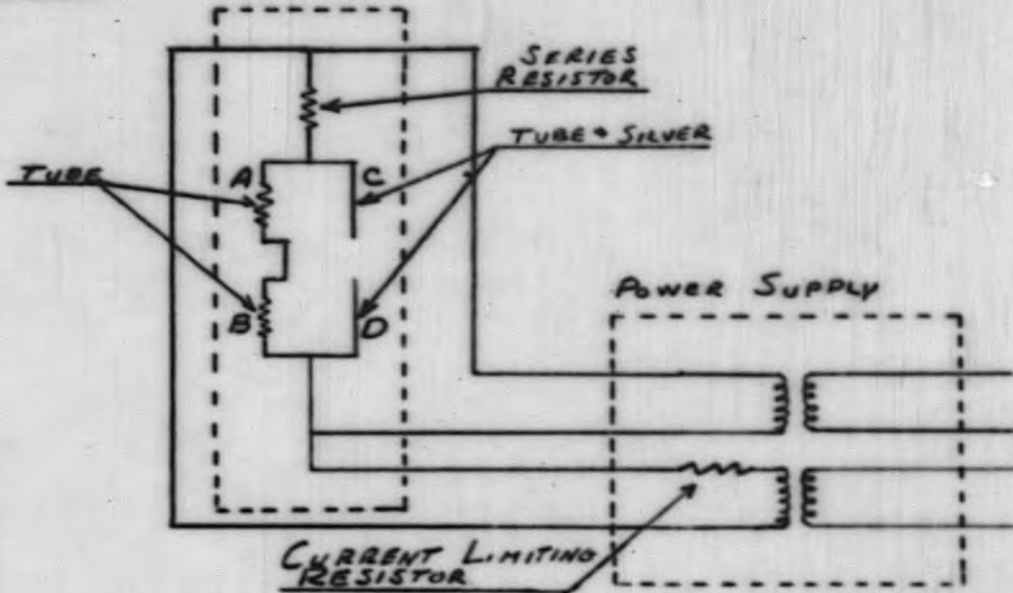 SERIES
RESISTOR
TUBE & SILVER
TUBE
A
C
B
D
POWER SUPPLY
CURRENT LIMITING
RESISTOR